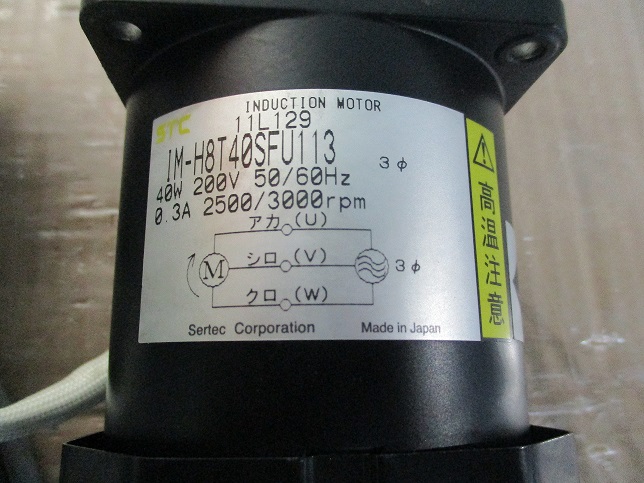 INDUCTION MOTOR
STC
11L129
IM-H8T40SFU113
3φ
40W 200V 50/60Hz
0.3A 2500/3000rpm
アカ (U)
M シロ (V) 3φ
クロ (W)
Sertec Corporation Made in Japan
高温注意